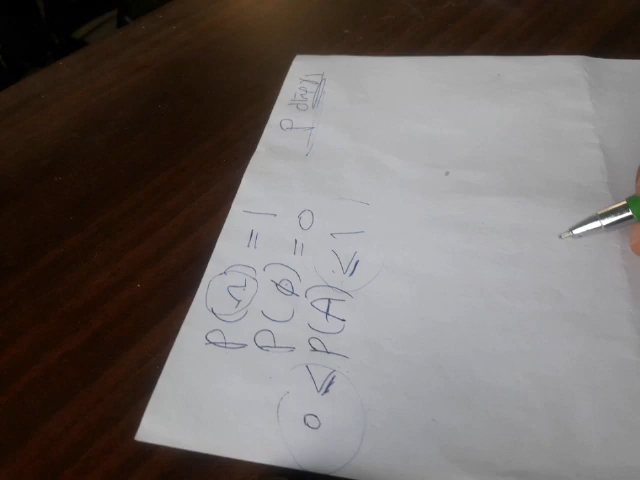 P(Ω) = 1
P(∅) = 0
0 ≤ P(A) ≤ 1
P